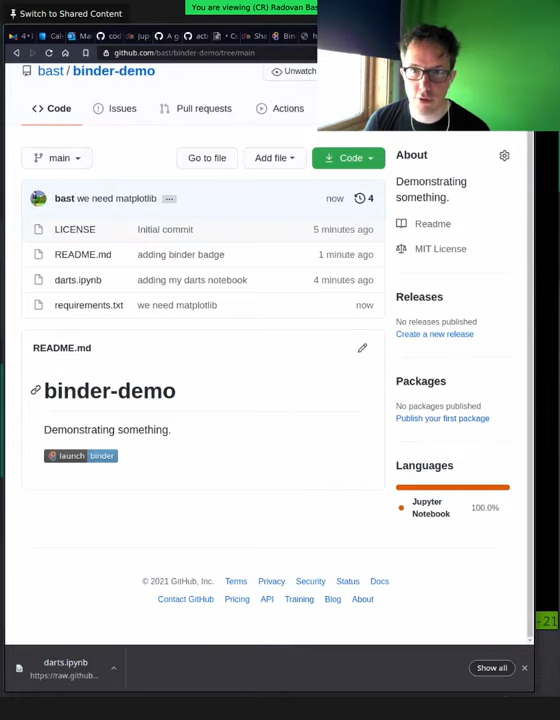 Switch to Shared Content
You are viewing (CR) Radovan Bas
github.com/bast/binder-demo/tree/main
bast / binder-demo
Unwatch
Code
Issues
Pull requests
Actions
main
Go to file
Add file
Code
bast we need matplotlib
now
4
LICENSE
Initial commit
5 minutes ago
README.md
adding binder badge
1 minute ago
darts.ipynb
adding my darts notebook
4 minutes ago
requirements.txt
we need matplotlib
now
README.md
binder-demo
Demonstrating something.
launch binder
About
Demonstrating
something.
Readme
MIT License
Releases
No releases published
Create a new release
Packages
No packages published
Publish your first package
Languages
Jupyter
Notebook
100.0%
© 2021 GitHub, Inc.
Terms
Privacy
Security
Status
Docs
Contact GitHub
Pricing
API
Training
Blog
About
-21
darts.ipynb
https://raw.github...
Show all